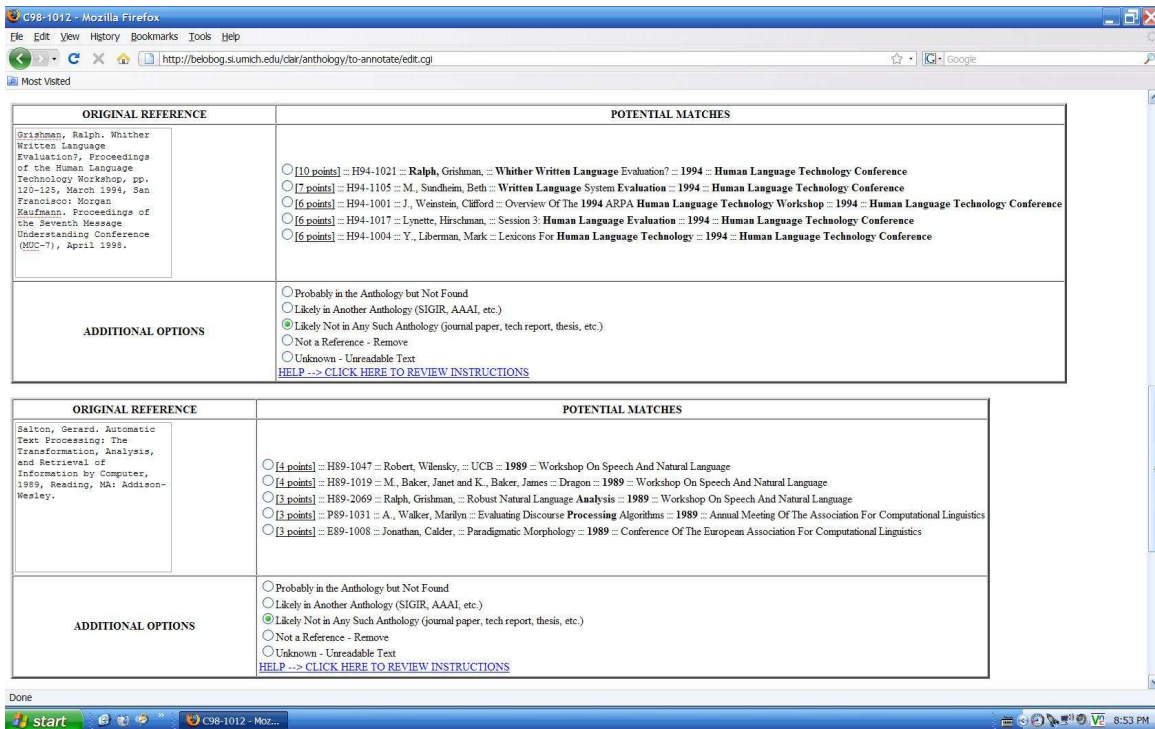 C98-1012 - Mozilla Firefox
File Edit View History Bookmarks Tools Help
http://belobog.si.umich.edu/clair/anthology/to-annotate/edit.cgi
Google
Most Visited
ORIGINAL REFERENCE
POTENTIAL MATCHES
Grishman, Ralph. Whither
Written Language
Evaluation?, Proceedings
of the Human Language
Technology Workshop, pp.
120-125, March 1994, San
Francisco: Morgan
Kaufmann. Proceedings of
the Seventh Message
Understanding Conference
(MUC-7), April 1998.
[10 points] ::: H94-1021 ::: Ralph, Grishman, ::: Whither Written Language Evaluation? ::: 1994 ::: Human Language Technology Conference
[7 points] ::: H94-1105 ::: M., Sundheim, Beth ::: Written Language System Evaluation ::: 1994 ::: Human Language Technology Conference
[6 points] ::: H94-1001 ::: J., Weinstein, Clifford ::: Overview Of The 1994 ARPA Human Language Technology Workshop ::: 1994 ::: Human Language Technology Conference
[6 points] ::: H94-1017 ::: Lynette, Hirschman, ::: Session 3: Human Language Evaluation ::: 1994 ::: Human Language Technology Conference
[6 points] ::: H94-1004 ::: Y., Liberman, Mark ::: Lexicons For Human Language Technology ::: 1994 ::: Human Language Technology Conference
ADDITIONAL OPTIONS
Probably in the Anthology but Not Found
Likely in Another Anthology (SIGIR, AAAI, etc.)
Likely Not in Any Such Anthology (journal paper, tech report, thesis, etc.)
Not a Reference - Remove
Unknown - Unreadable Text
HELP --> CLICK HERE TO REVIEW INSTRUCTIONS
ORIGINAL REFERENCE
POTENTIAL MATCHES
Salton, Gerard. Automatic
Text Processing: The
Transformation, Analysis,
and Retrieval of
Information by Computer,
1989, Reading, MA: Addison-
Wesley.
[4 points] ::: H89-1047 ::: Robert, Wilensky, ::: UCB ::: 1989 ::: Workshop On Speech And Natural Language
[4 points] ::: H89-1019 ::: M., Baker, Janet and K., Baker, James ::: Dragon ::: 1989 ::: Workshop On Speech And Natural Language
[3 points] ::: H89-2069 ::: Ralph, Grishman, ::: Robust Natural Language Analysis ::: 1989 ::: Workshop On Speech And Natural Language
[3 points] ::: P89-1031 ::: A., Walker, Marilyn ::: Evaluating Discourse Processing Algorithms ::: 1989 ::: Annual Meeting Of The Association For Computational Linguistics
[3 points] ::: E89-1008 ::: Jonathan, Calder, ::: Paradigmatic Morphology ::: 1989 ::: Conference Of The European Association For Computational Linguistics
ADDITIONAL OPTIONS
Probably in the Anthology but Not Found
Likely in Another Anthology (SIGIR, AAAI, etc.)
Likely Not in Any Such Anthology (journal paper, tech report, thesis, etc.)
Not a Reference - Remove
Unknown - Unreadable Text
HELP --> CLICK HERE TO REVIEW INSTRUCTIONS
Done
start
C98-1012 - Moz...
8:53 PM